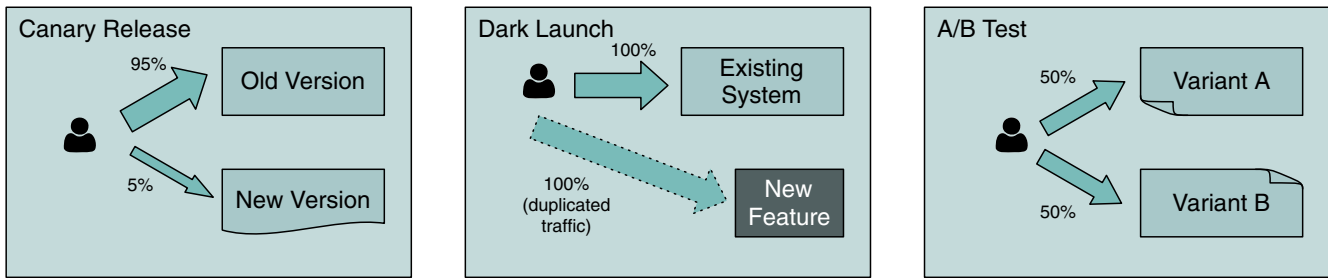 Canary Release
95%
Old Version
5%
New Version
Dark Launch
100%
Existing
System
100%
(duplicated
traffic)
New
Feature
A/B Test
50%
Variant A
50%
Variant B